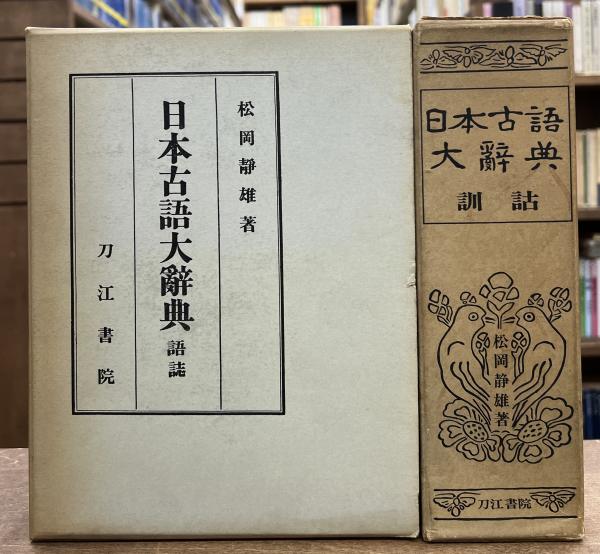 松岡靜雄著
日本古語大辭典 語誌
刀江書院
日本古語
大辭典
訓詁
松岡靜雄著
刀江書院